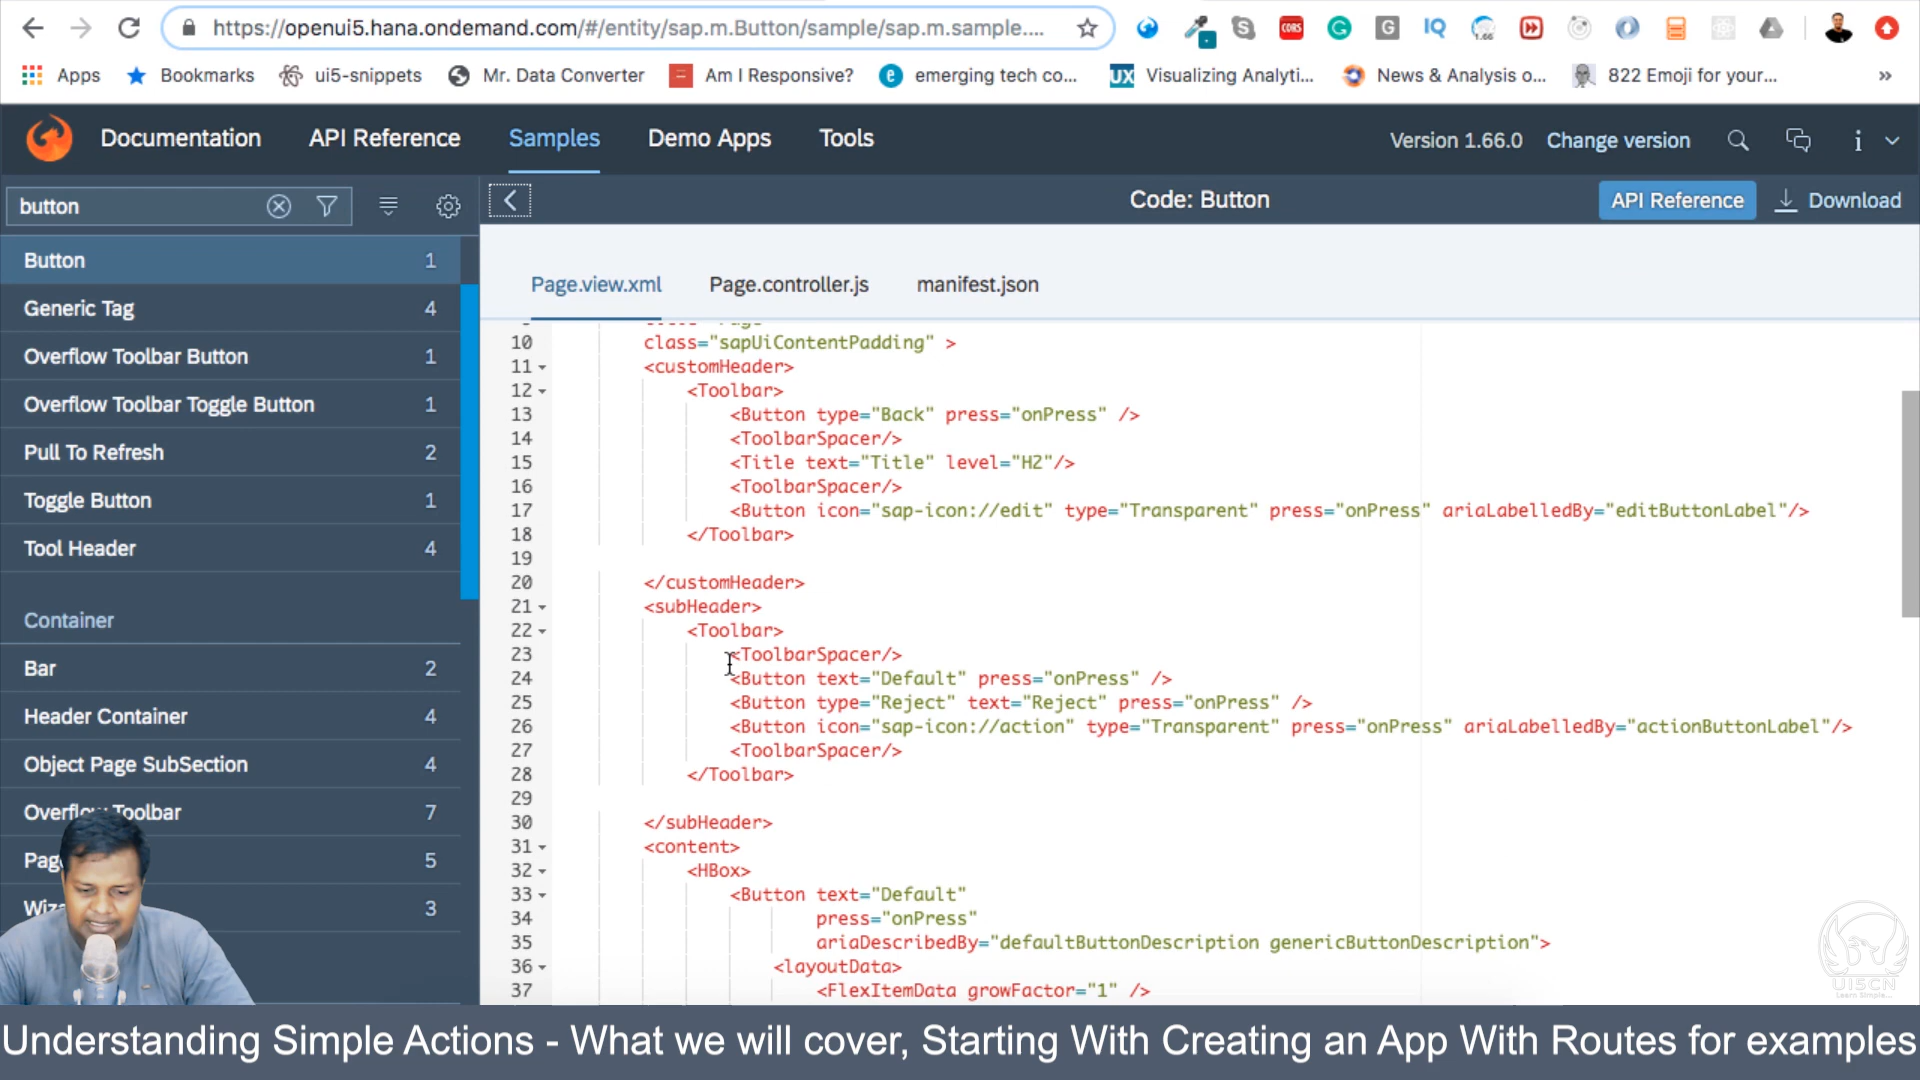 https://openui5.hana.ondemand.com/#/entity/sap.m.Button/sample/sap.m.sample....
Apps Bookmarks ui5-snippets Mr. Data Converter Am I Responsive? emerging tech co... Visualizing Analyti... News & Analysis o... 822 Emoji for your... »
Documentation API Reference Samples Demo Apps Tools Version 1.66.0 Change version
button
Code: Button API Reference Download
Button 1
Generic Tag 4
Overflow Toolbar Button 1
Overflow Toolbar Toggle Button 1
Pull To Refresh 2
Toggle Button 1
Tool Header 4
Container
Bar 2
Header Container 4
Object Page SubSection 4
Overflow Toolbar 7
5
3
Page.view.xml Page.controller.js manifest.json
10 class="sapUiContentPadding" >
11 <customHeader>
12 <Toolbar>
13 <Button type="Back" press="onPress" />
14 <ToolbarSpacer/>
15 <Title text="Title" level="H2"/>
16 <ToolbarSpacer/>
17 <Button icon="sap-icon://edit" type="Transparent" press="onPress" ariaLabelledBy="editButtonLabel"/>
18 </Toolbar>
19
20 </customHeader>
21 <subHeader>
22 <Toolbar>
23 <ToolbarSpacer/>
24 <Button text="Default" press="onPress" />
25 <Button type="Reject" text="Reject" press="onPress" />
26 <Button icon="sap-icon://action" type="Transparent" press="onPress" ariaLabelledBy="actionButtonLabel"/>
27 <ToolbarSpacer/>
28 </Toolbar>
29
30 </subHeader>
31 <content>
32 <HBox>
33 <Button text="Default"
34 press="onPress"
35 ariaDescribedBy="defaultButtonDescription genericButtonDescription">
36 <layoutData>
37 <FlexItemData growFactor="1" />
UI5CN
Learn Simple...
Understanding Simple Actions - What we will cover, Starting With Creating an App With Routes for examples